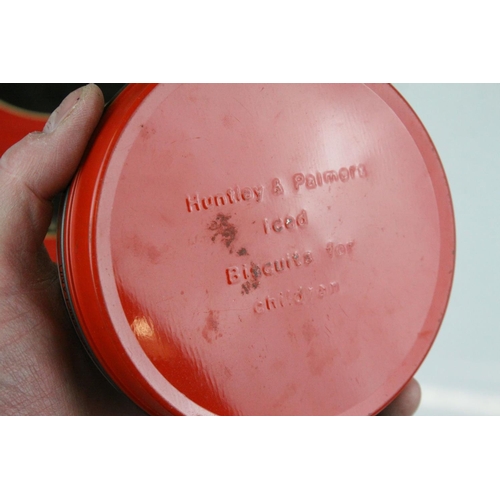 Huntley & Palmers
Iced
Biscuits for
children